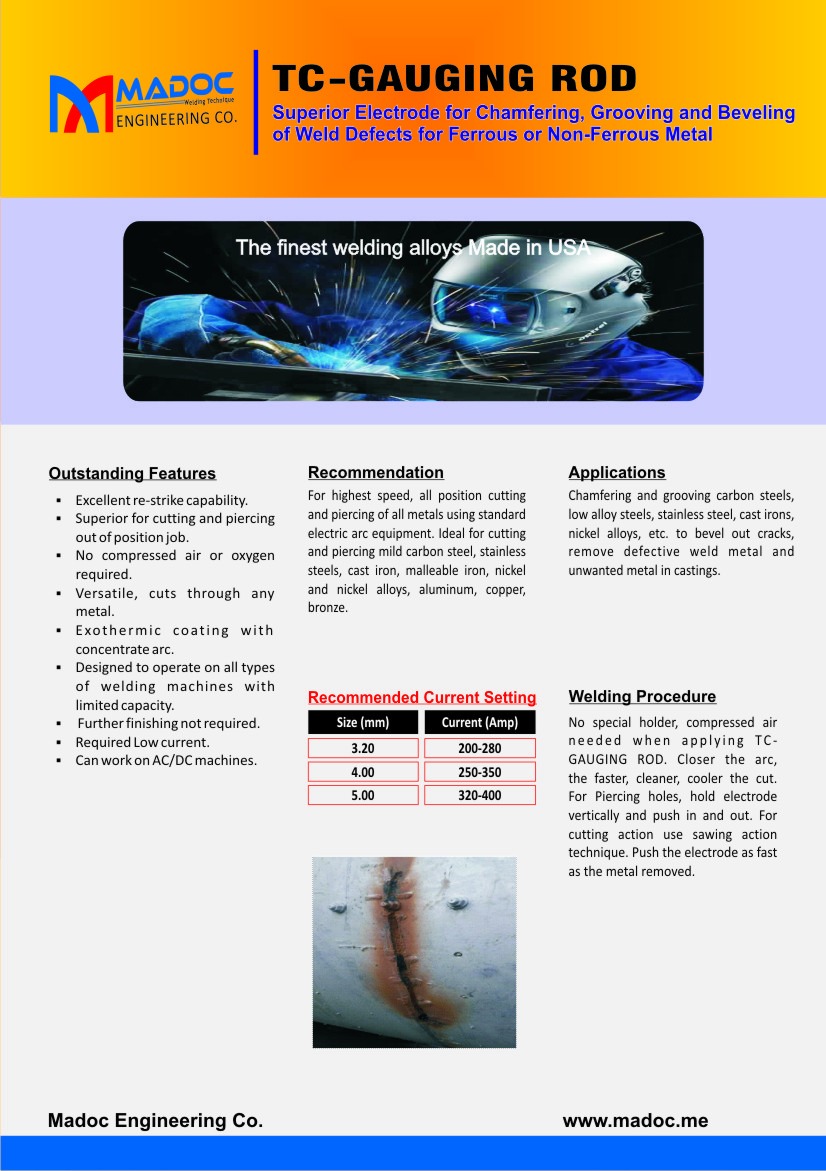 MADOC
Welding Technique
ENGINEERING CO.
TC-GAUGING ROD
Superior Electrode for Chamfering, Grooving and Beveling
of Weld Defects for Ferrous or Non-Ferrous Metal
The finest welding alloys Made in USA
optrel
Outstanding Features
▪ Excellent re-strike capability.
▪ Superior for cutting and piercing
out of position job.
▪ No compressed air or oxygen
required.
▪ Versatile, cuts through any
metal.
▪ Exothermic coating with
concentrate arc.
▪ Designed to operate on all types
of welding machines with
limited capacity.
▪ Further finishing not required.
▪ Required Low current.
▪ Can work on AC/DC machines.
Recommendation
For highest speed, all position cutting
and piercing of all metals using standard
electric arc equipment. Ideal for cutting
and piercing mild carbon steel, stainless
steels, cast iron, malleable iron, nickel
and nickel alloys, aluminum, copper,
bronze.
Applications
Chamfering and grooving carbon steels,
low alloy steels, stainless steel, cast irons,
nickel alloys, etc. to bevel out cracks,
remove defective weld metal and
unwanted metal in castings.
Recommended Current Setting
Size (mm) Current (Amp)
3.20 200-280
4.00 250-350
5.00 320-400
Welding Procedure
No special holder, compressed air
needed when applying TC-
GAUGING ROD. Closer the arc,
the faster, cleaner, cooler the cut.
For Piercing holes, hold electrode
vertically and push in and out. For
cutting action use sawing action
technique. Push the electrode as fast
as the metal removed.
Madoc Engineering Co.
www.madoc.me